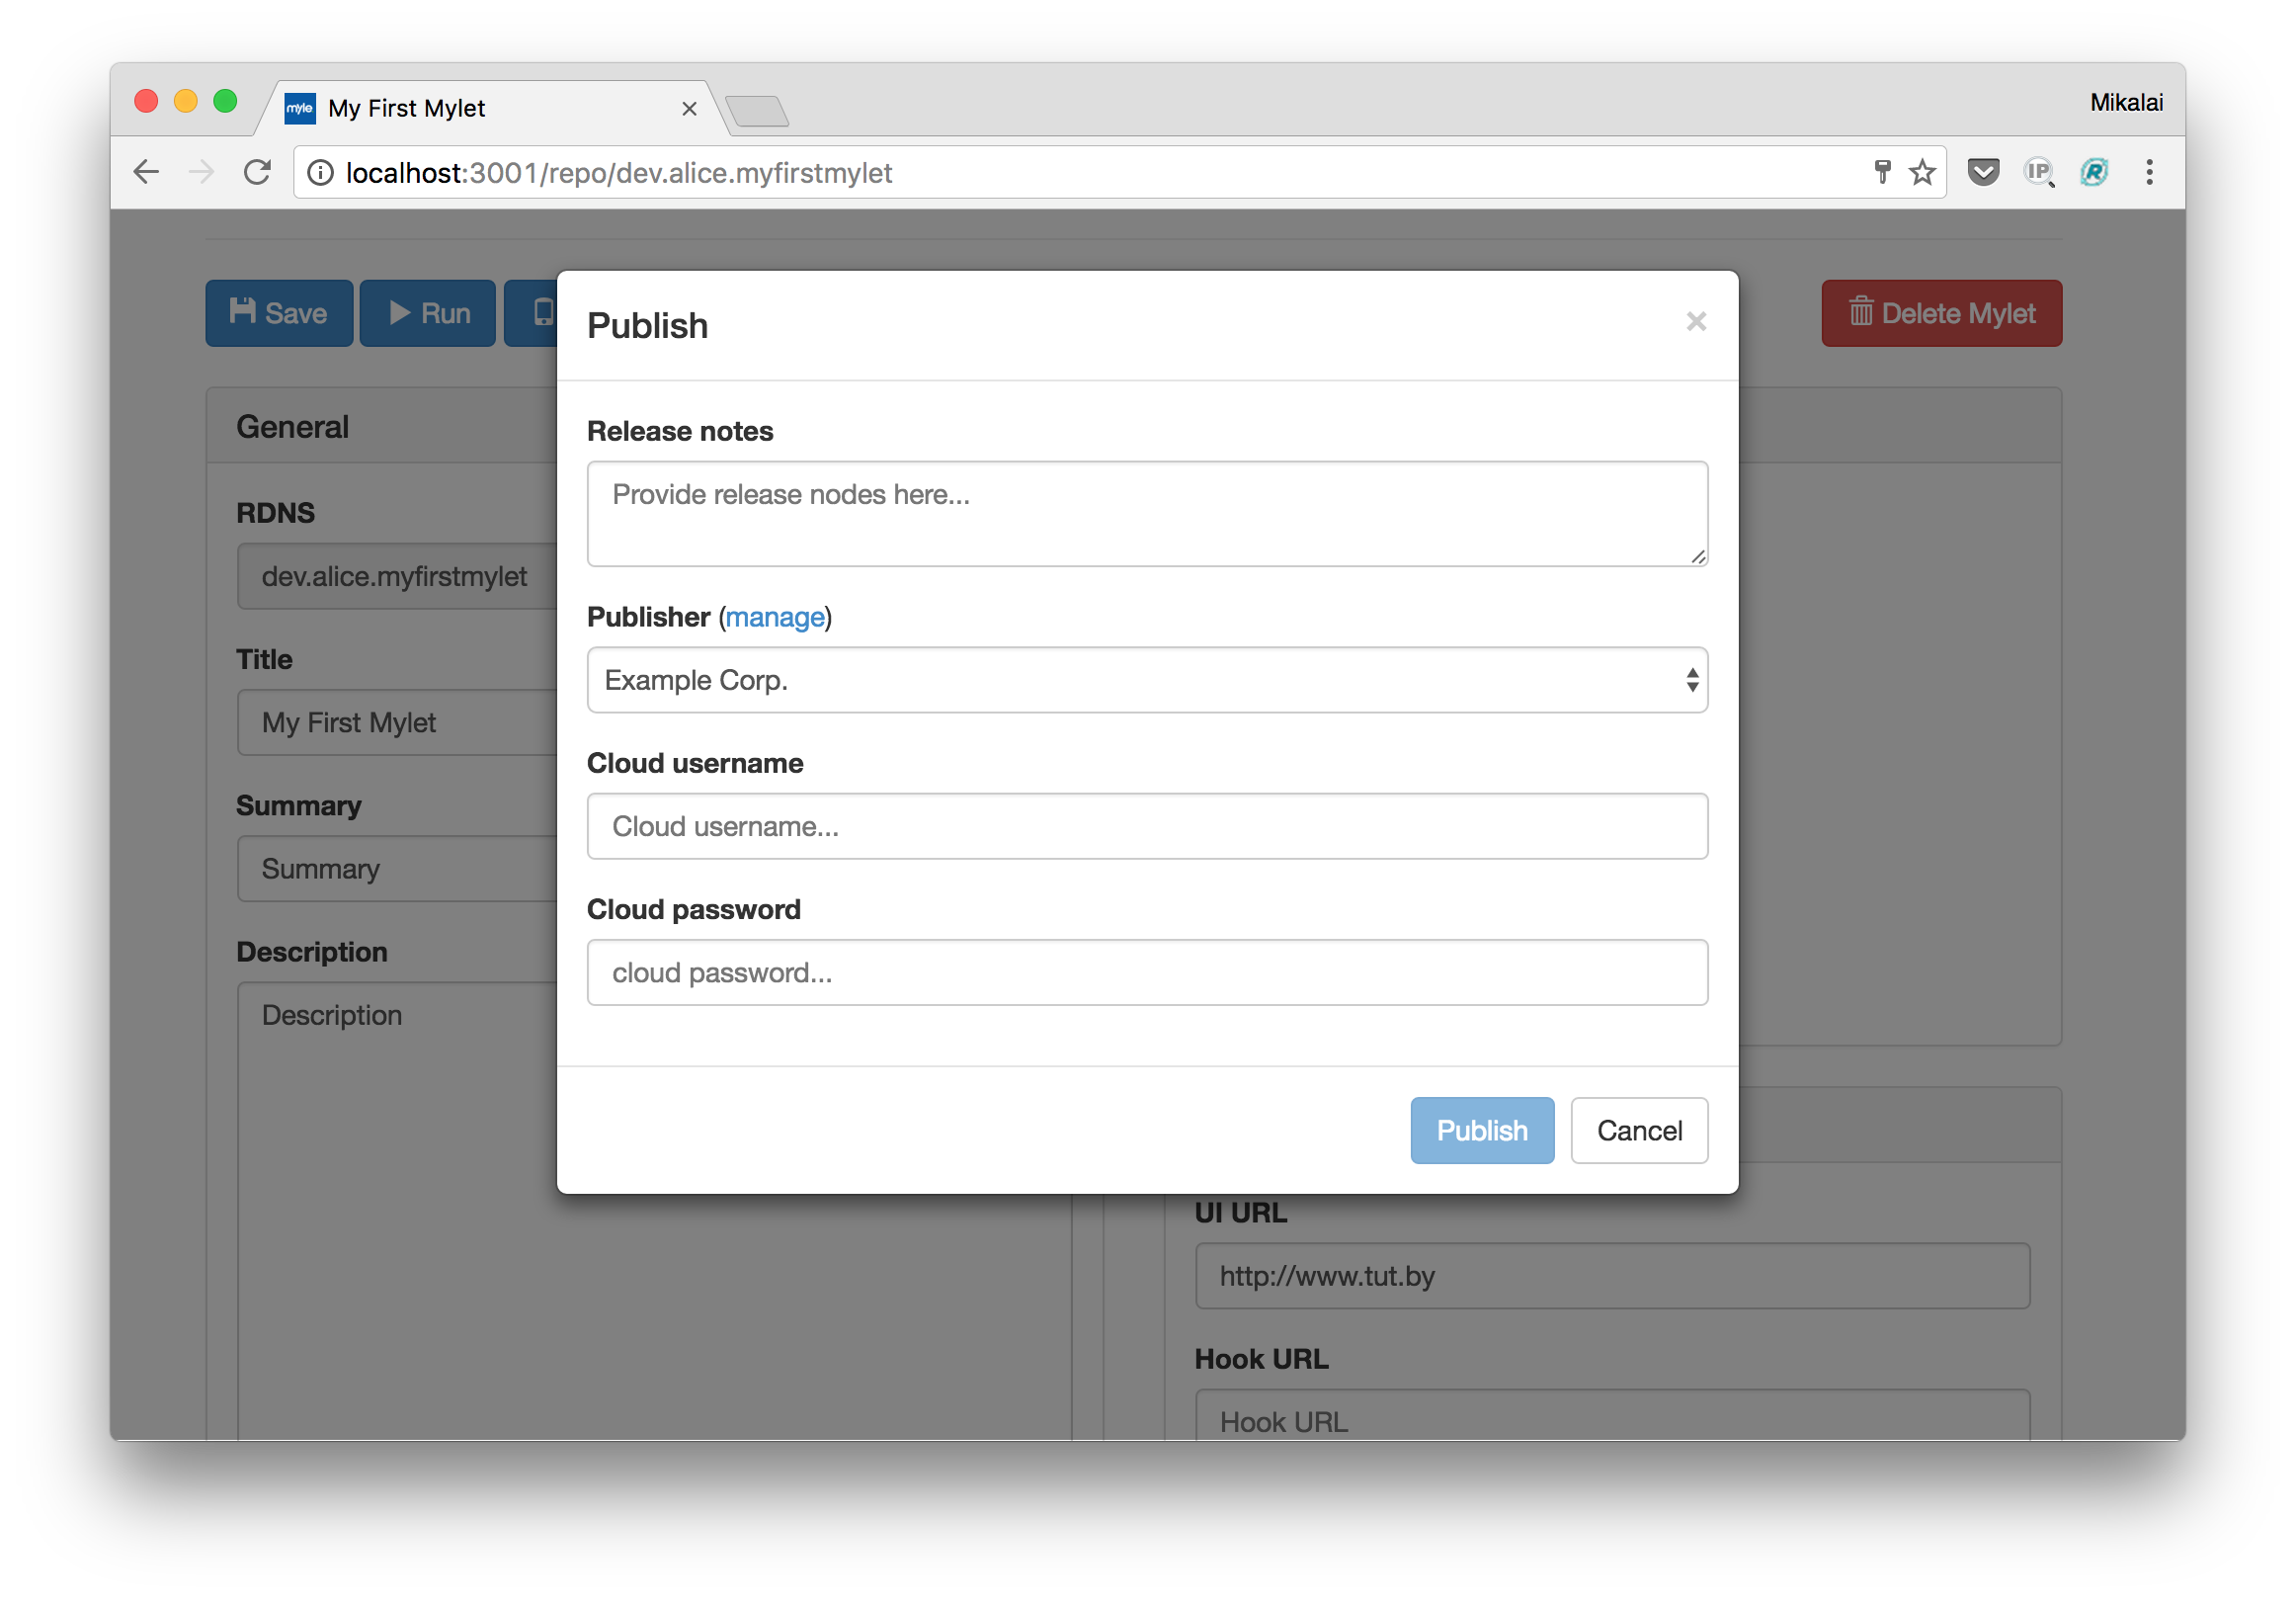 myle My First Mylet
Mikalai
localhost:3001/repo/dev.alice.myfirstmylet
IP R
Save Run
Delete Mylet
Publish
General
Release notes
Provide release nodes here...
RDNS
dev.alice.myfirstmylet
Publisher (manage)
Example Corp.
Title
My First Mylet
Cloud username
Cloud username...
Summary
Summary
Cloud password
cloud password...
Description
Description
Publish Cancel
UI URL
http://www.tut.by
Hook URL
Hook URL